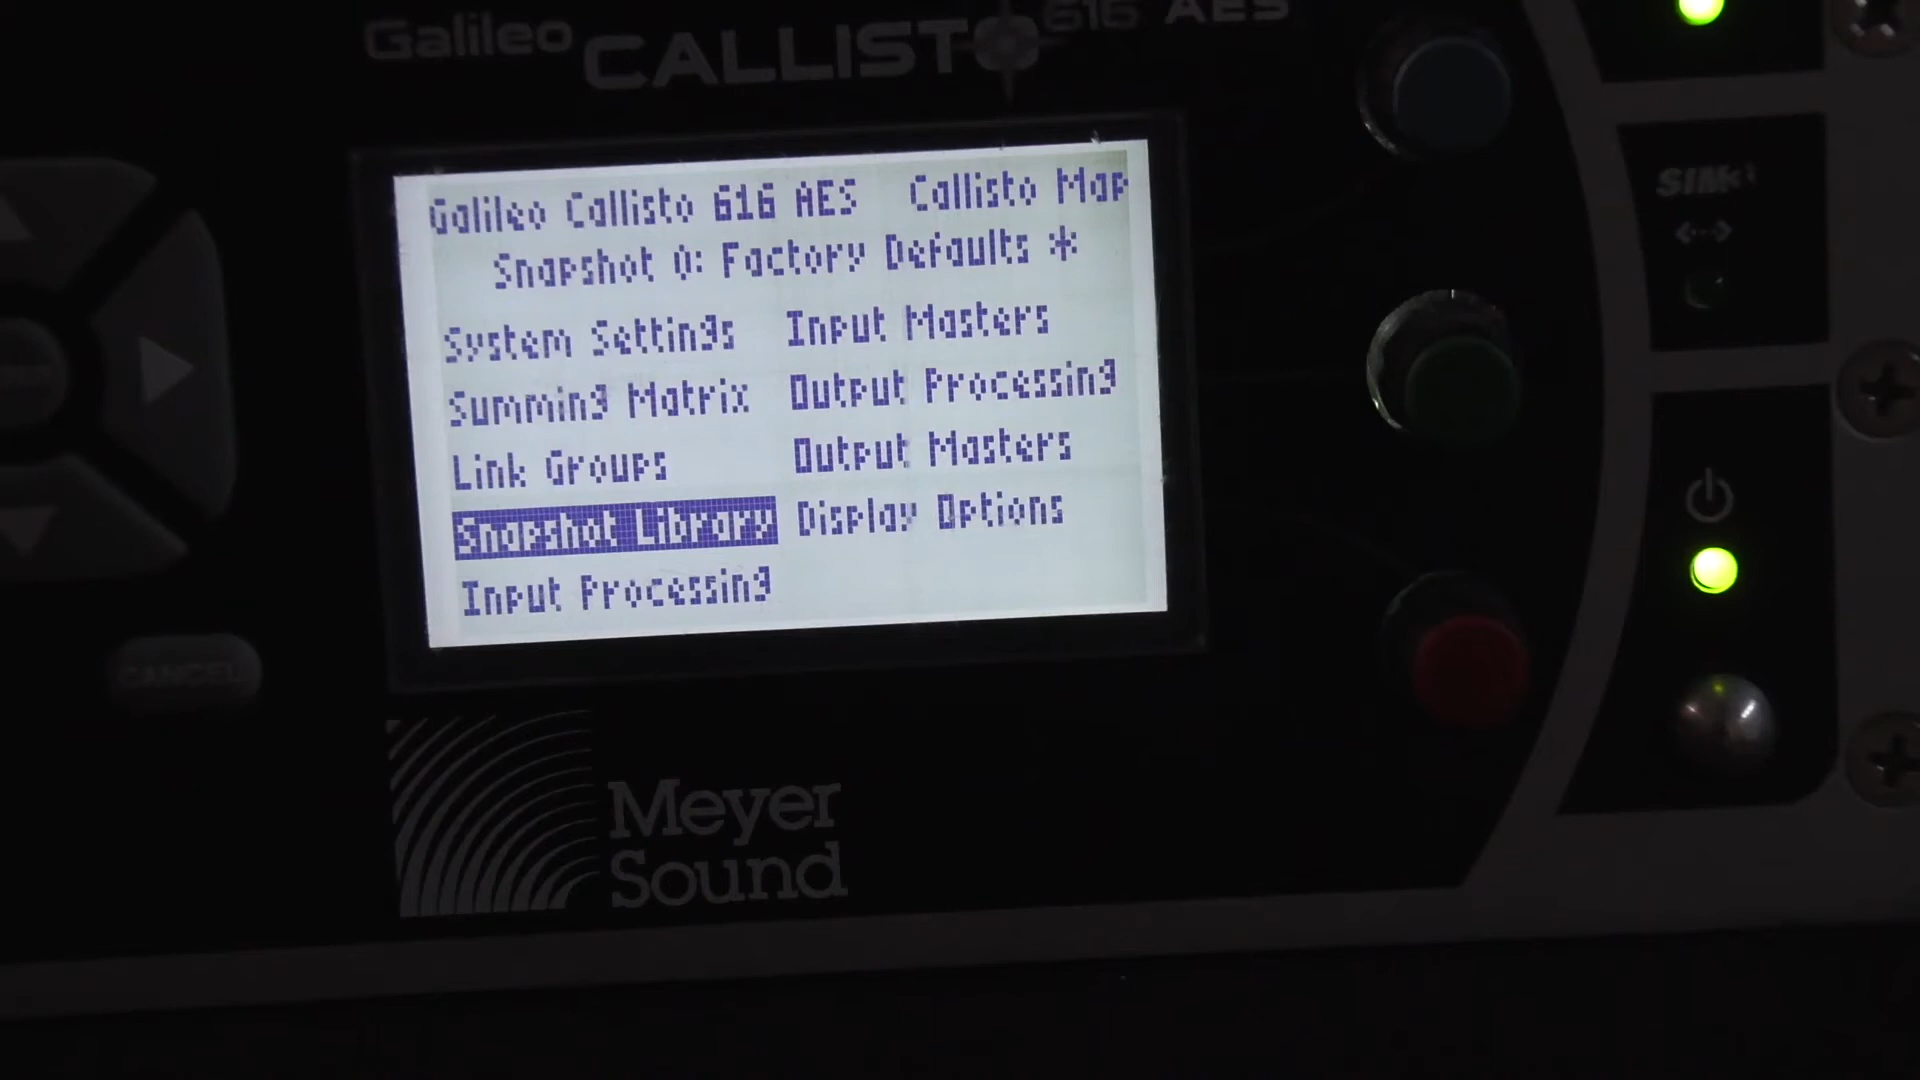 Galileo CALLISTO 616 AES
Galileo Callisto 616 AES Callisto Map
Snapshot 0: Factory Defaults *
System Settings Input Masters
Summing Matrix Output Processing
Link Groups Output Masters
Snapshot Library Display Options
Input Processing
SIM
CANCEL
Meyer
Sound